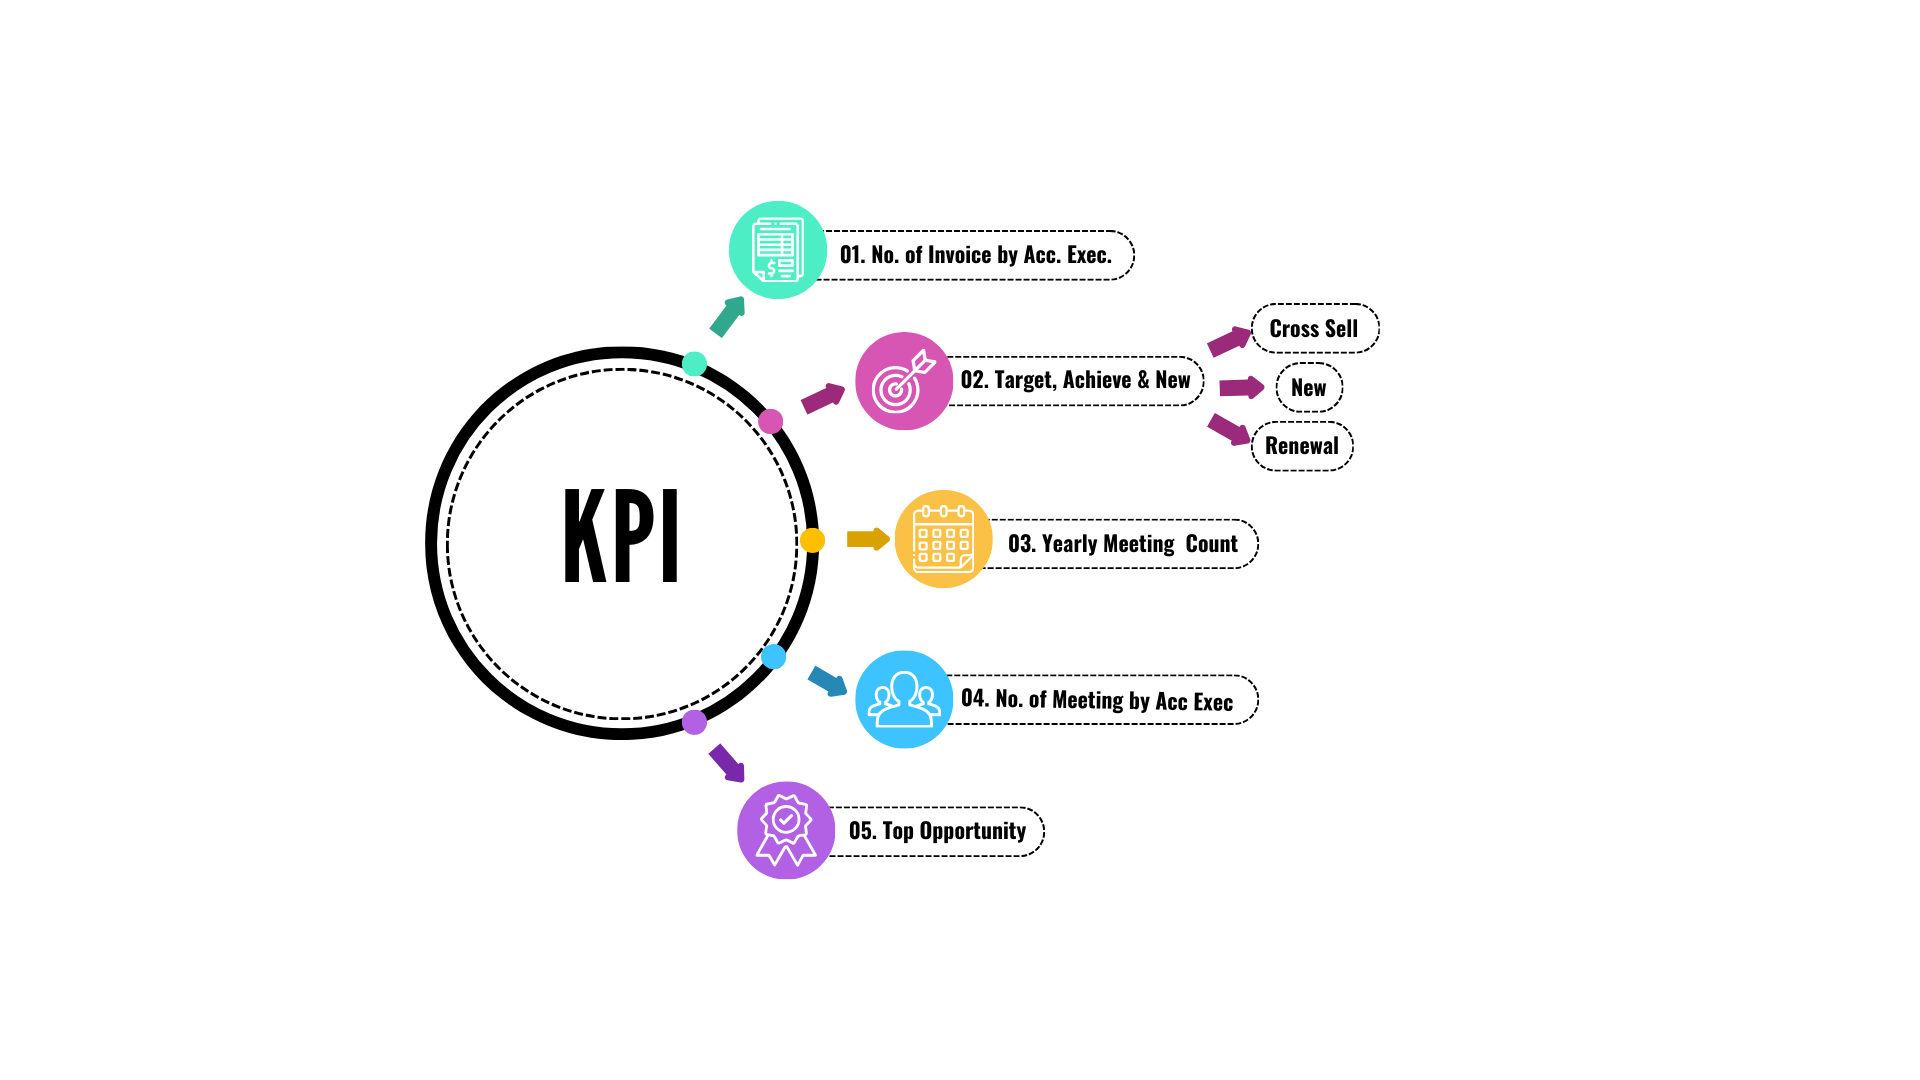 KPI
01. No. of Invoice by Acc. Exec.
$
02. Target, Achieve & New
Cross Sell
New
Renewal
03. Yearly Meeting  Count
04. No. of Meeting by Acc Exec
05. Top Opportunity